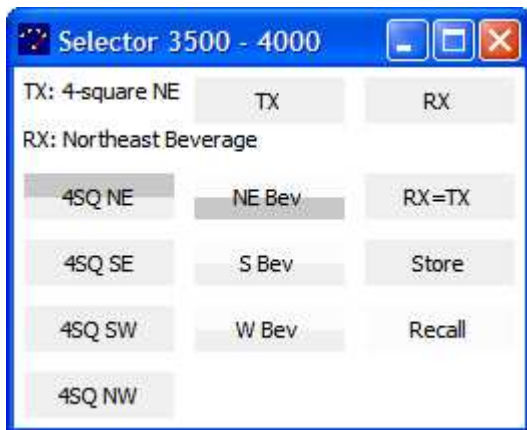 Selector 3500 - 4000
TX: 4-square NE TX RX
RX: Northeast Beverage
4SQ NE NE Bev RX=TX
4SQ SE S Bev Store
4SQ SW W Bev Recall
4SQ NW